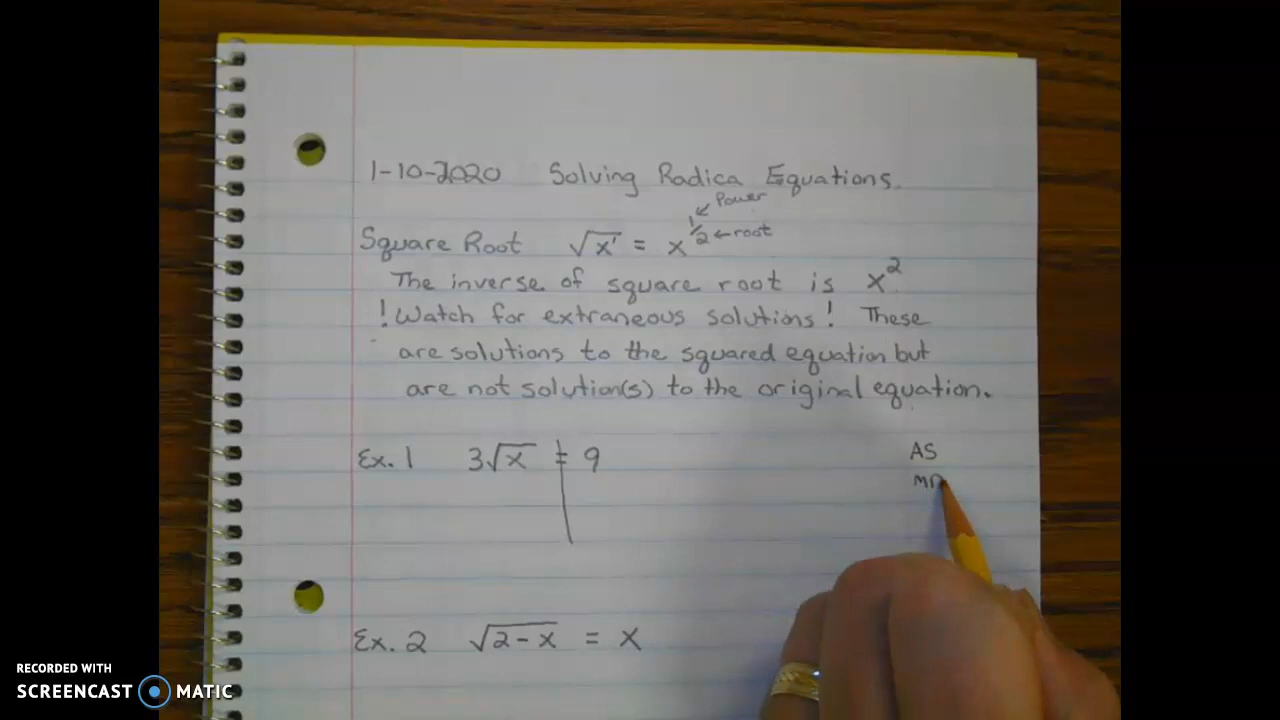 1-10-2020 Solving Radica Equations.
Power
Square Root √x¹ = x^1/2 ← root
The inverse of square root is x².
! Watch for extraneous solutions! These
are solutions to the squared equation but
are not solution(s) to the original equation.
Ex. 1 3√x = 9
AS
MD
Ex. 2 √2-x = x
RECORDED WITH
SCREENCAST MATIC